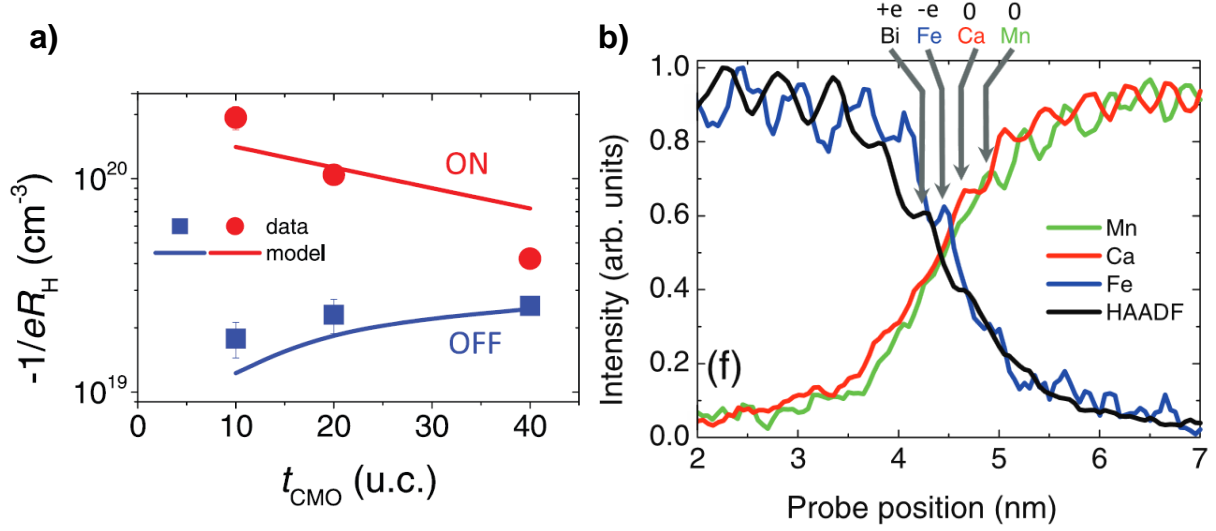 a)
-1/eR_H (cm^-3)
10^20
10^19
ON
OFF
data
model
0 10 20 30 40
t_CMO (u.c.)
b)
+e -e 0 0
Bi Fe Ca Mn
Intensity (arb. units)
1.0
0.8
0.6
0.4
0.2
0.0
Mn
Ca
Fe
HAADF
(f)
2 3 4 5 6 7
Probe position (nm)